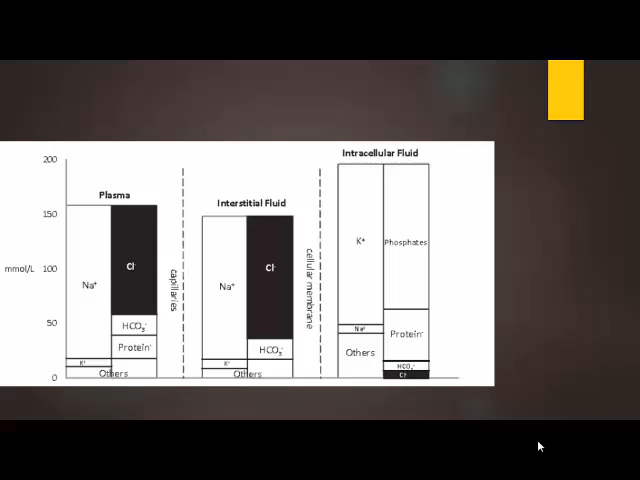 Intracellular Fluid
200
Plasma
Interstitial Fluid
150
K⁺
Phosphates
mmol/L
100
Cl⁻
Cl⁻
Na⁺
Na⁺
capillaries
cellular membrane
50
HCO₃⁻
Na⁺
Protein⁻
Protein⁻
HCO₃⁻
Others
K⁺
K⁺
HCO₃⁻
Others
Others
Cl⁻
0